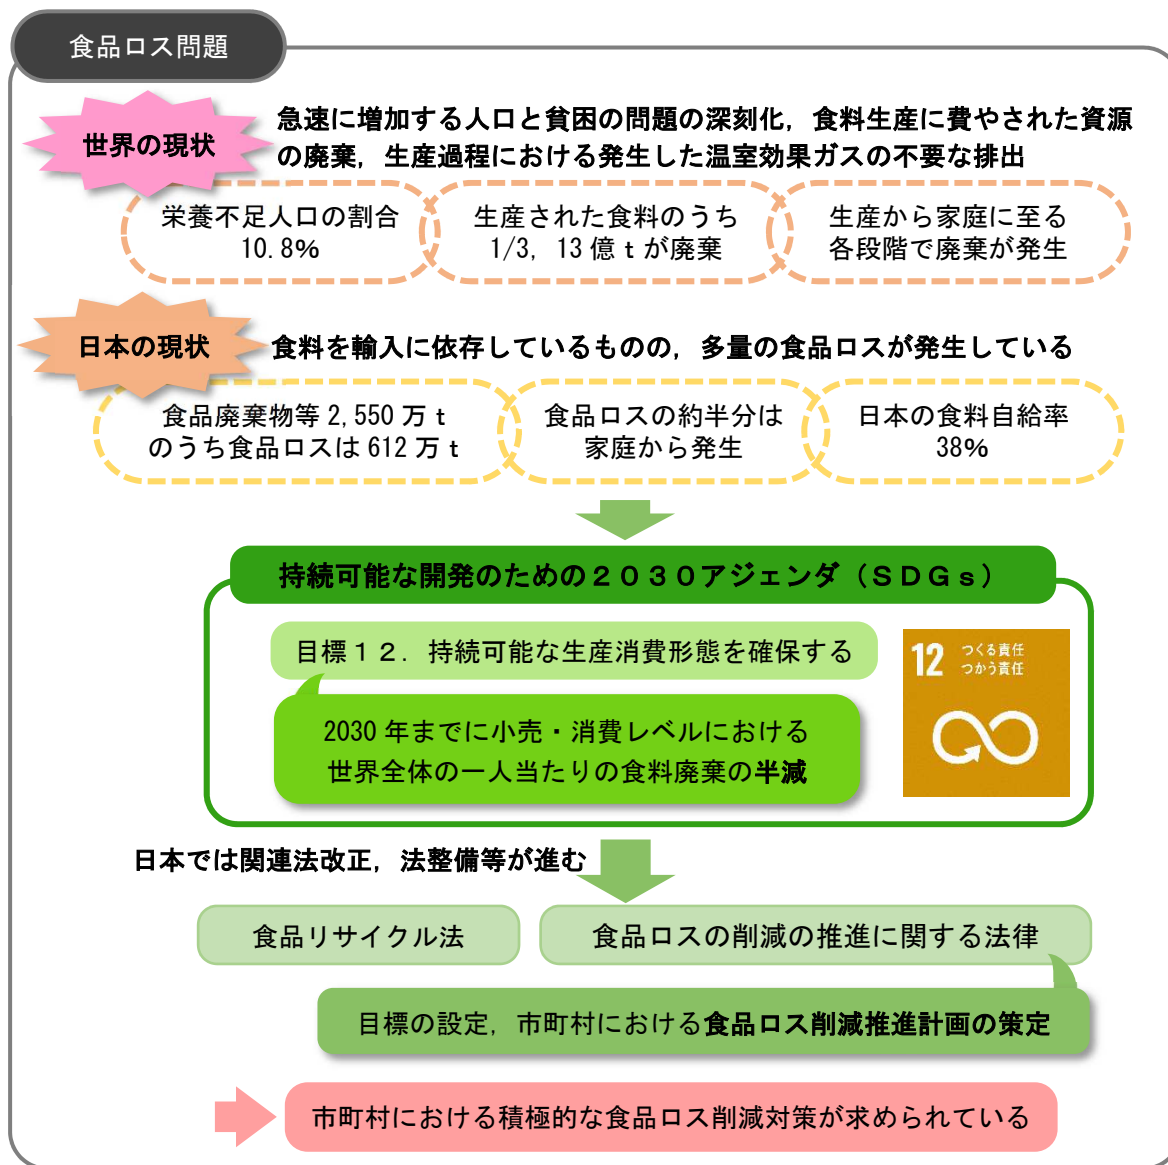 食品ロス問題
世界の現状
急速に増加する人口と貧困の問題の深刻化，食料生産に費やされた資源
の廃棄，生産過程における発生した温室効果ガスの不要な排出
栄養不足人口の割合
10.8%
生産された食料のうち
1/3，13 億 t が廃棄
生産から家庭に至る
各段階で廃棄が発生
日本の現状
食料を輸入に依存しているものの，多量の食品ロスが発生している
食品廃棄物等 2,550 万 t
のうち食品ロスは 612 万 t
食品ロスの約半分は
家庭から発生
日本の食料自給率
38%
持続可能な開発のための２０３０アジェンダ（ＳＤＧｓ）
目標１２．持続可能な生産消費形態を確保する
12 つくる責任
つかう責任
2030 年までに小売・消費レベルにおける
世界全体の一人当たりの食料廃棄の半減
日本では関連法改正，法整備等が進む
食品リサイクル法
食品ロスの削減の推進に関する法律
目標の設定，市町村における食品ロス削減推進計画の策定
市町村における積極的な食品ロス削減対策が求められている